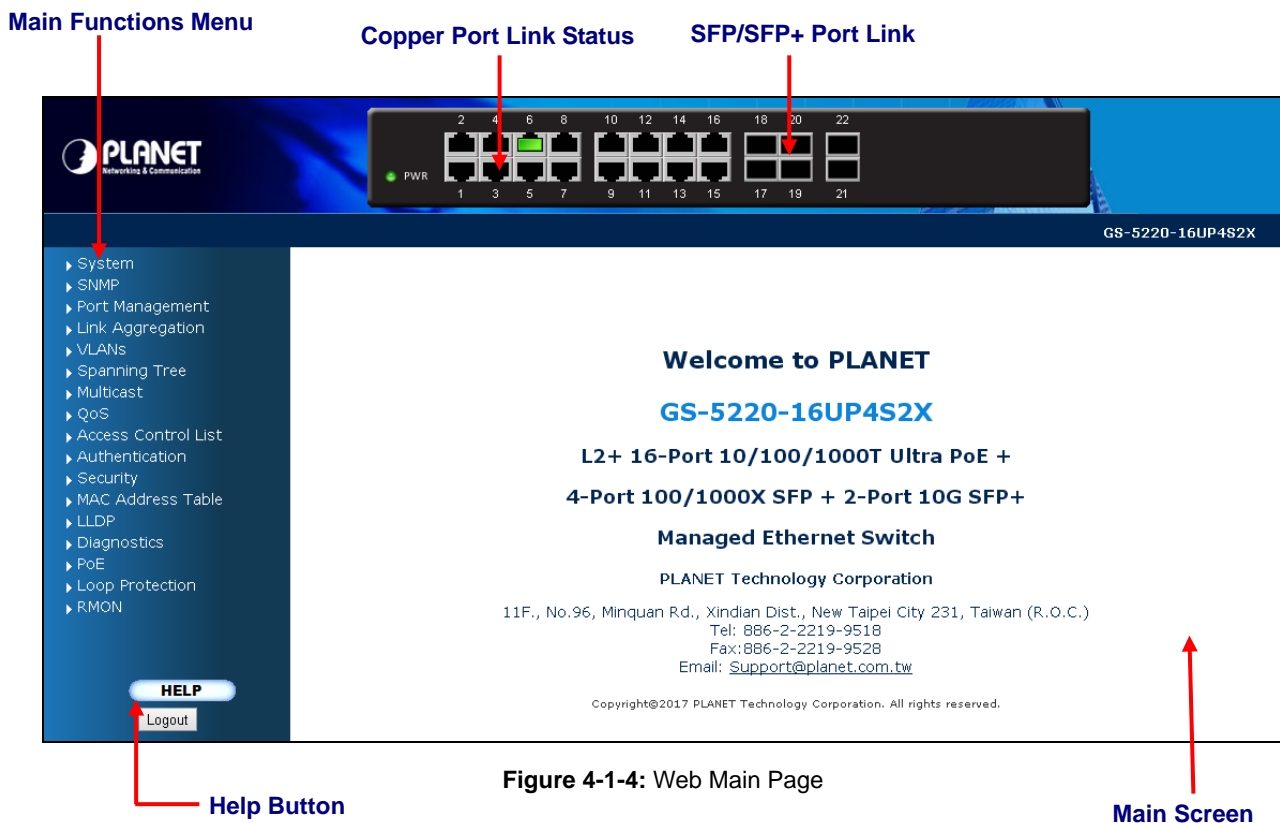 Main Functions Menu
Copper Port Link Status
SFP/SFP+ Port Link
PLANET
Networking & Communication
2 4 6 8 10 12 14 16 18 20 22
PWR
1 3 5 7 9 11 13 15 17 19 21
GS-5220-16UP4S2X
System
SNMP
Port Management
Link Aggregation
VLANs
Spanning Tree
Multicast
QoS
Access Control List
Authentication
Security
MAC Address Table
LLDP
Diagnostics
PoE
Loop Protection
RMON
HELP
Logout
Welcome to PLANET
GS-5220-16UP4S2X
L2+ 16-Port 10/100/1000T Ultra PoE +
4-Port 100/1000X SFP + 2-Port 10G SFP+
Managed Ethernet Switch
PLANET Technology Corporation
11F., No.96, Minquan Rd., Xindian Dist., New Taipei City 231, Taiwan (R.O.C.)
Tel: 886-2-2219-9518
Fax:886-2-2219-9528
Email: Support@planet.com.tw
Copyright©2017 PLANET Technology Corporation. All rights reserved.
Figure 4-1-4: Web Main Page
Help Button
Main Screen